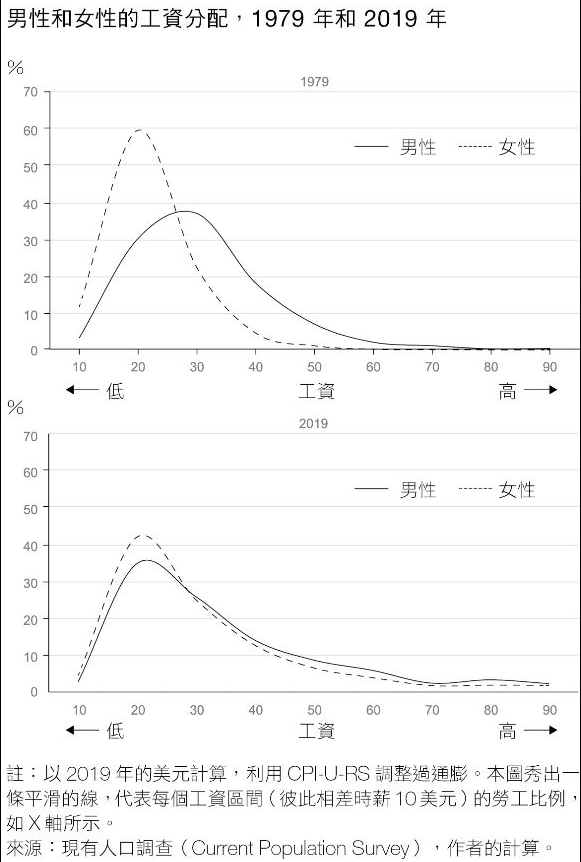 男性和女性的工資分配，1979 年和 2019 年
%
1979
70
60
50
40
30
20
10
0
男性 女性
10 20 30 40 50 60 70 80 90
低 工資 高
%
2019
70
60
50
40
30
20
10
0
男性 女性
10 20 30 40 50 60 70 80 90
低 工資 高
註：以 2019 年的美元計算，利用 CPI-U-RS 調整過通膨。本圖秀出一
條平滑的線，代表每個工資區間（彼此相差時薪 10 美元）的勞工比例，
如 X 軸所示。
來源：現有人口調查（Current Population Survey），作者的計算。